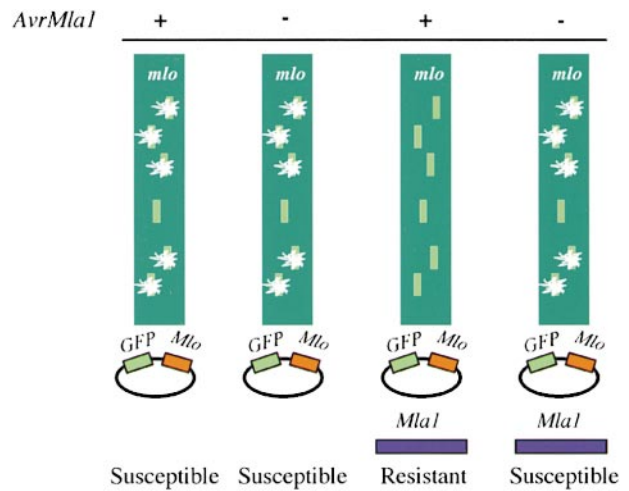 AvrMla1 + - + -
mlo mlo mlo mlo
GFP Mlo GFP Mlo GFP Mlo GFP Mlo
Mla1 Mla1
Susceptible Susceptible Resistant Susceptible